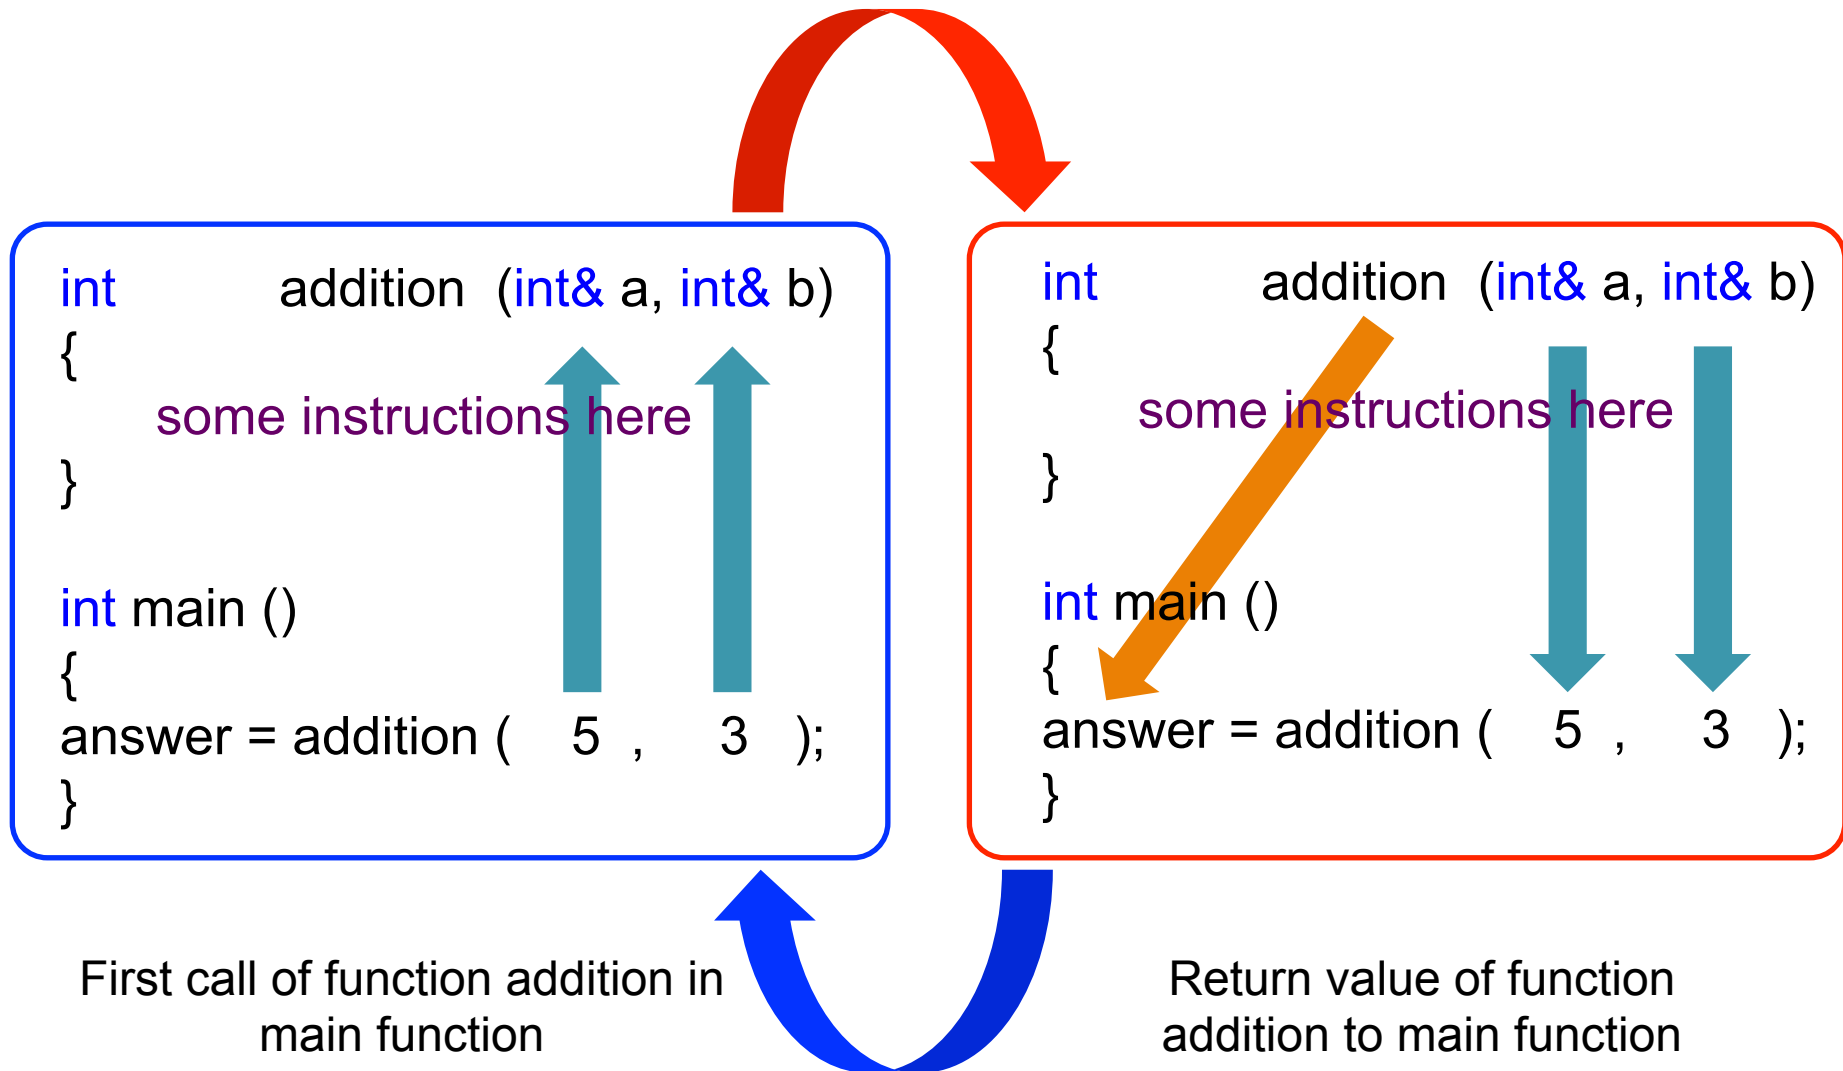 int addition (int& a, int& b)
{
some instructions here
}
int main ()
{
answer = addition ( 5 , 3 );
}
First call of function addition in
main function
int addition (int& a, int& b)
{
some instructions here
}
int main ()
{
answer = addition ( 5 , 3 );
}
Return value of function
addition to main function